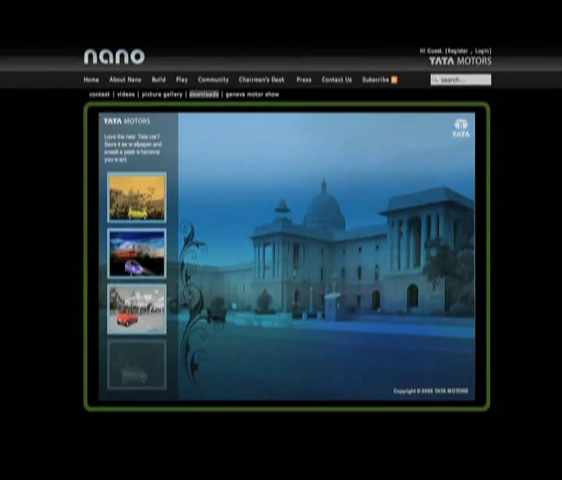 nano
Hi Guest, [Register , Login]
TATA MOTORS
Home About Nano Build Play Community Chairman's Desk Press Contact Us Subscribe
search...
contest | videos | picture gallery | downloads | geneva motor show
TATA MOTORS
Love the new Tata car?
Save it as wallpaper and
sneak a peek whenever
you want.
TATA
Copyright © 2008 TATA MOTORS